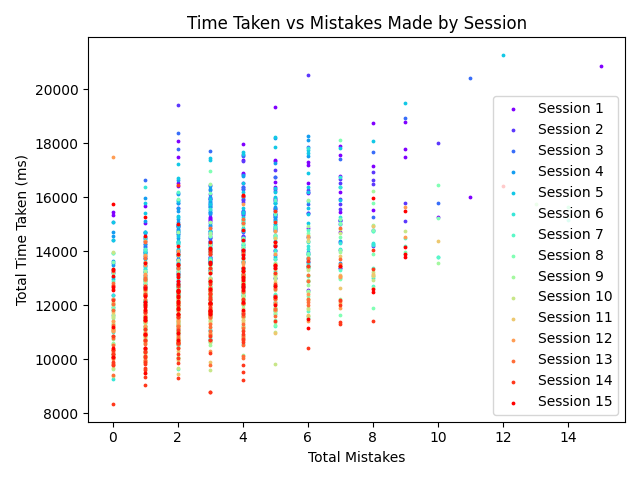 Time Taken vs Mistakes Made by Session
Total Time Taken (ms)
20000
18000
16000
14000
12000
10000
8000
0 2 4 6 8 10 12 14
Total Mistakes
Session 1
Session 2
Session 3
Session 4
Session 5
Session 6
Session 7
Session 8
Session 9
Session 10
Session 11
Session 12
Session 13
Session 14
Session 15